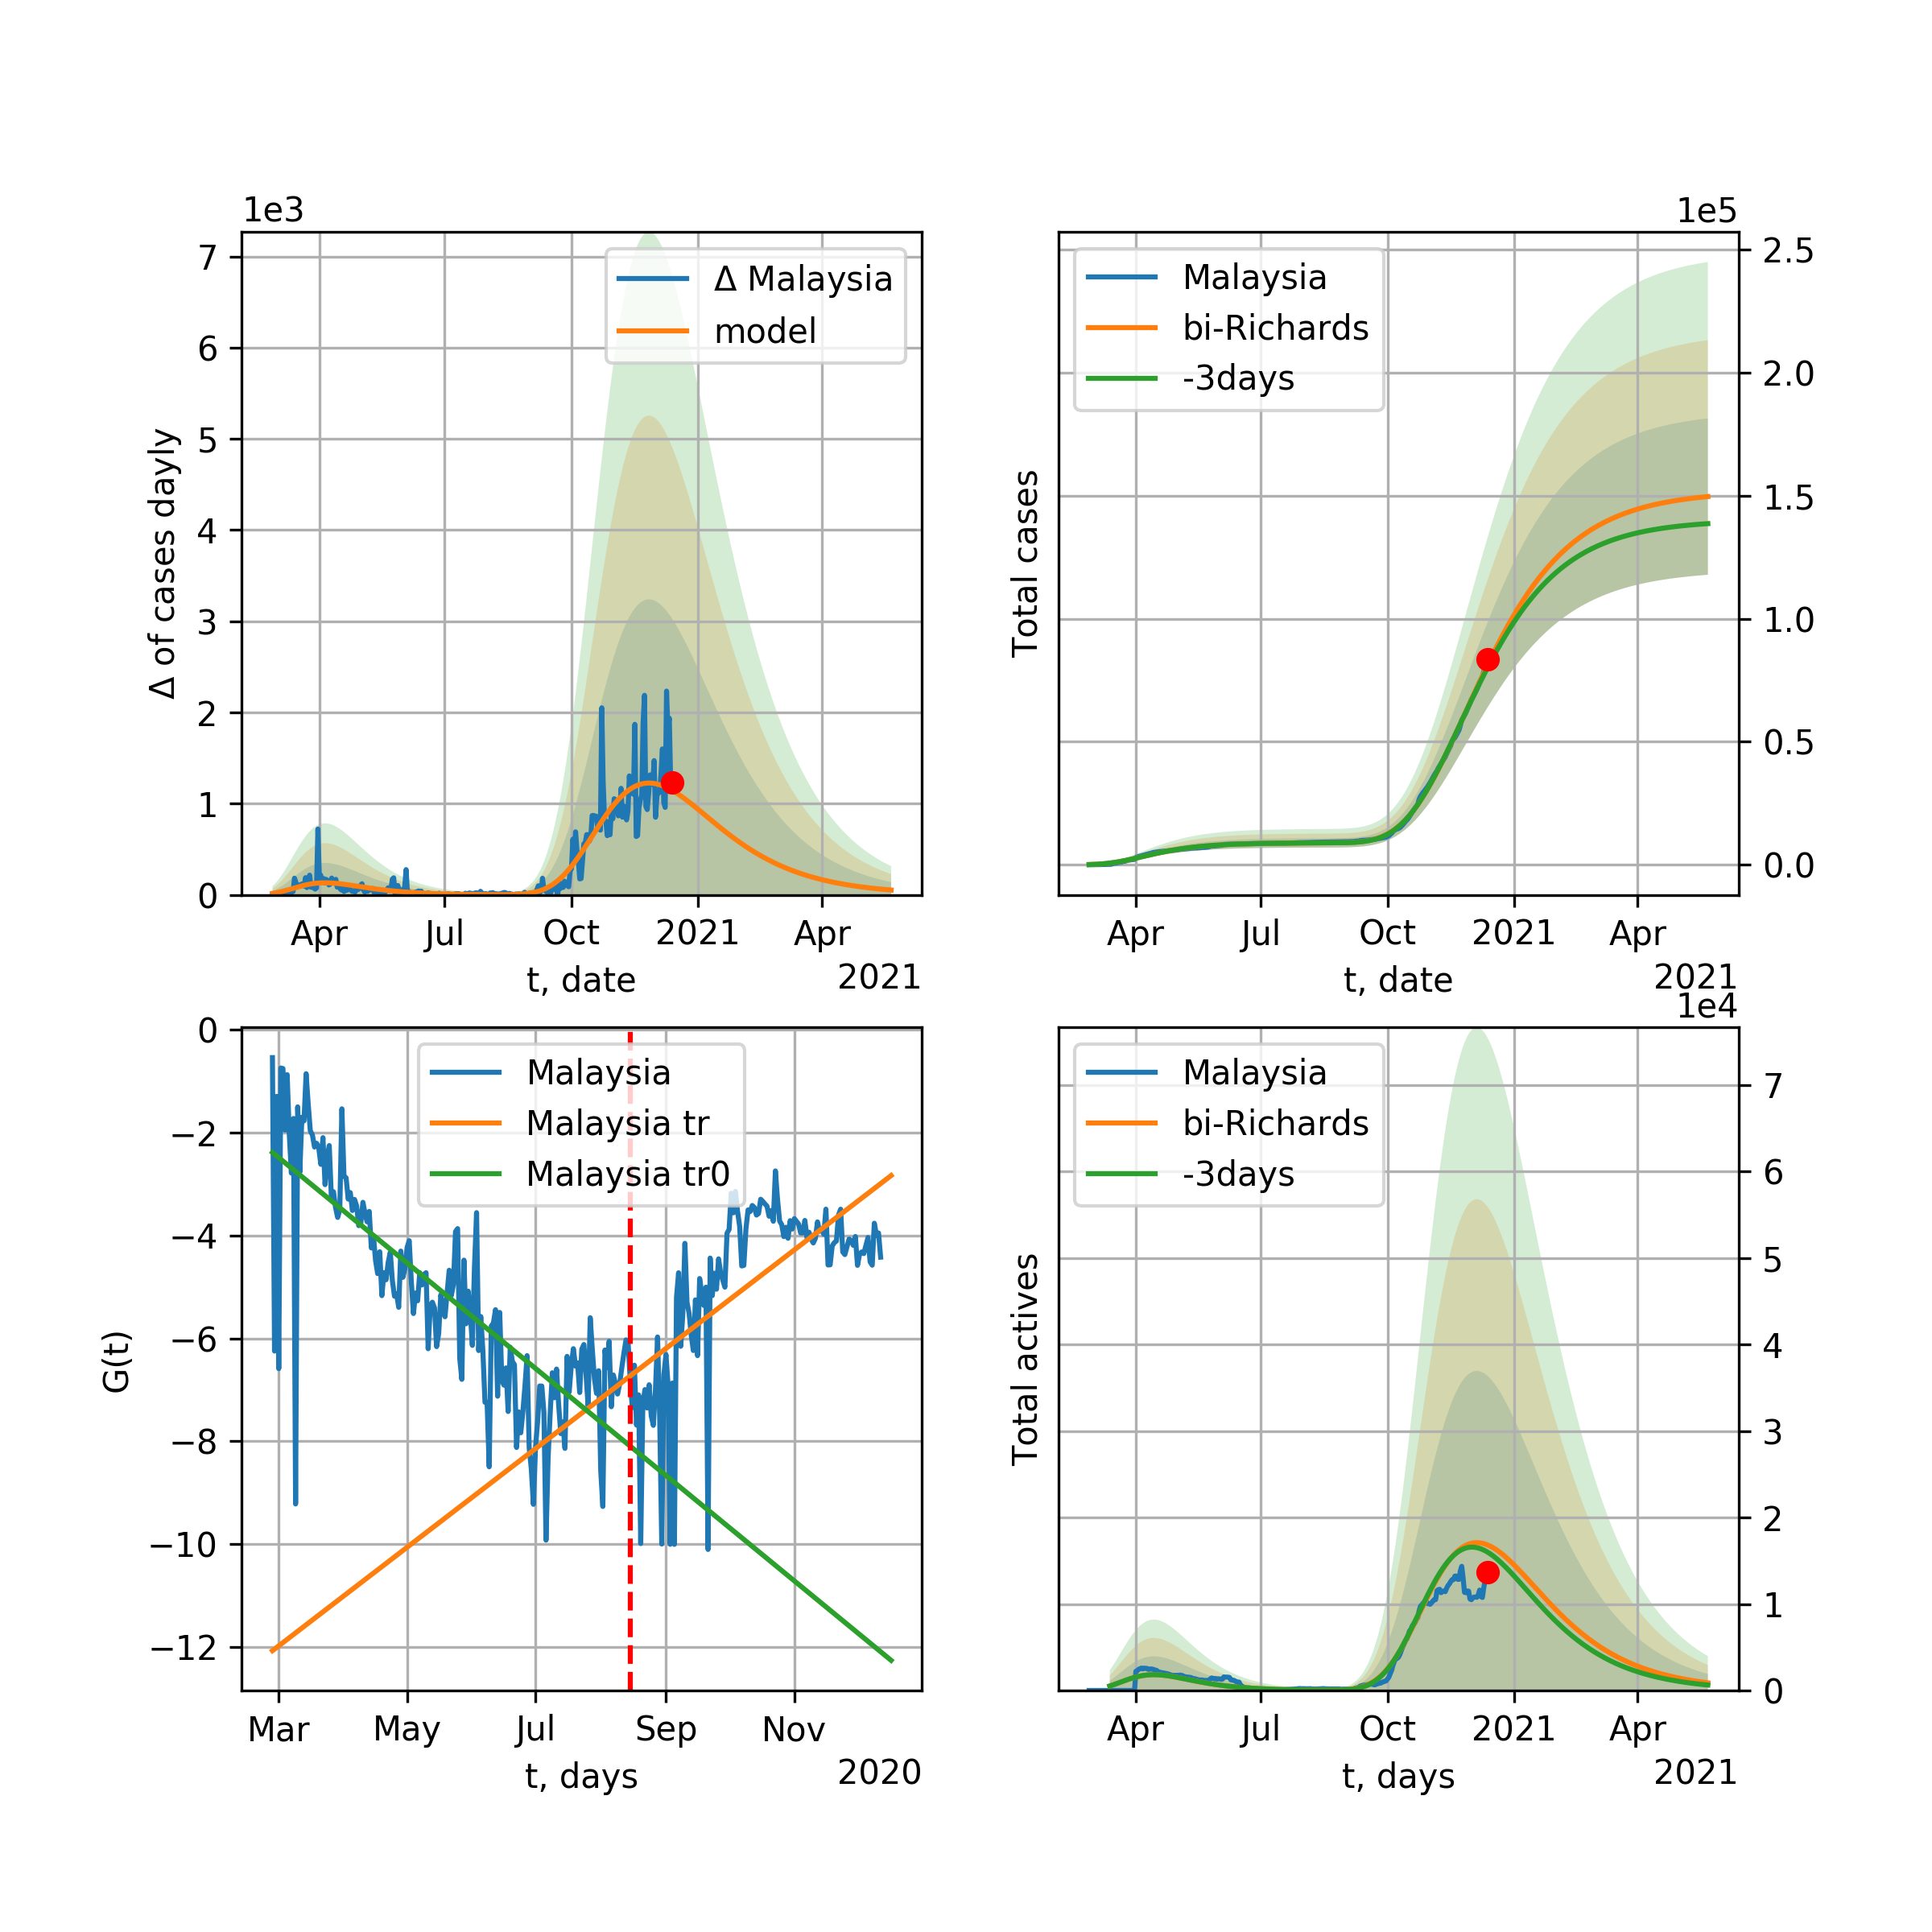 1e3
7
6
5
4
3
2
1
0
Δ of cases dayly
Δ Malaysia
model
Apr Jul Oct 2021 Apr
t, date
2021
1e5
Malaysia
bi-Richards
-3days
Total cases
2.5
2.0
1.5
1.0
0.5
0.0
Apr Jul Oct 2021 Apr
t, date
2021
0
−2
−4
−6
−8
−10
−12
G(t)
Malaysia
Malaysia tr
Malaysia tr0
Mar May Jul Sep Nov
t, days
2020
1e4
Malaysia
bi-Richards
-3days
Total actives
7
6
5
4
3
2
1
0
Apr Jul Oct 2021 Apr
t, days
2021